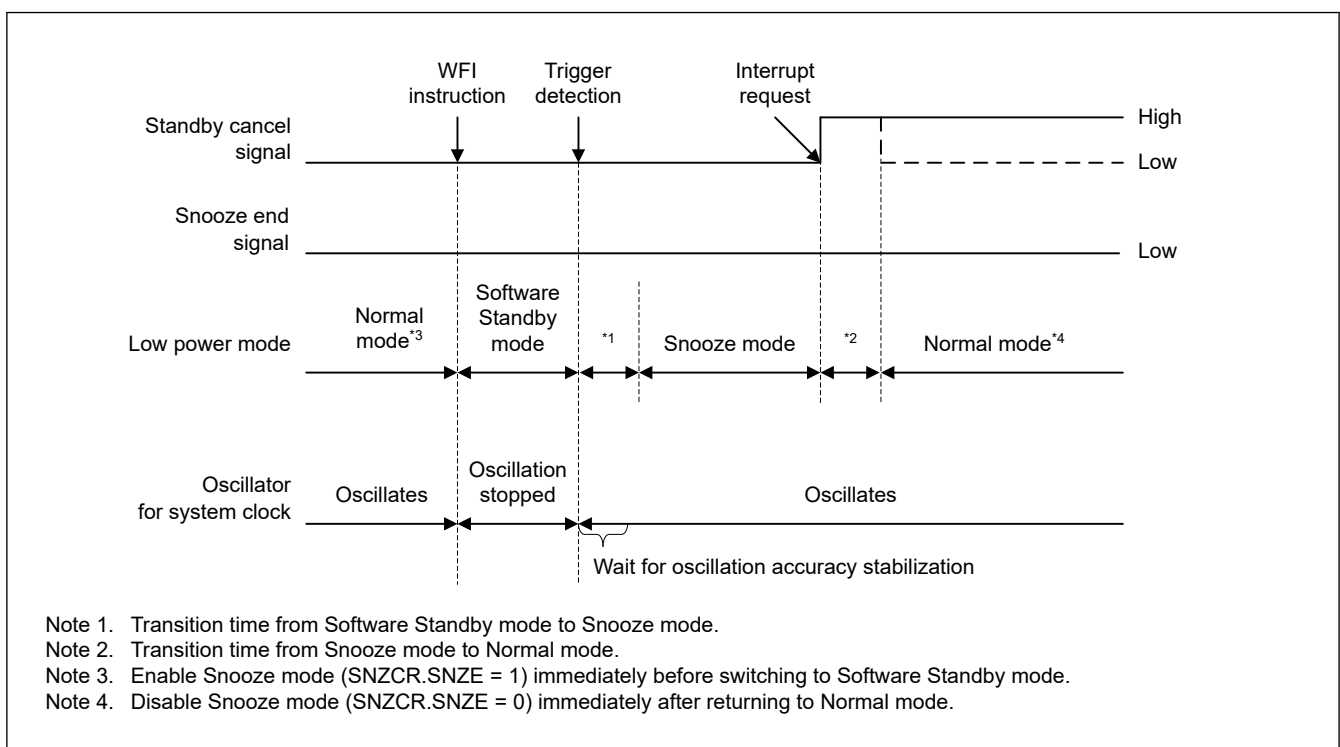 WFI
instruction
Trigger
detection
Interrupt
request
Standby cancel
signal
High
Low
Snooze end
signal
Low
Low power mode
Normal
mode*3
Software
Standby
mode
*1
Snooze mode
*2
Normal mode*4
Oscillator
for system clock
Oscillates
Oscillation
stopped
Oscillates
Wait for oscillation accuracy stabilization
Note 1. Transition time from Software Standby mode to Snooze mode.
Note 2. Transition time from Snooze mode to Normal mode.
Note 3. Enable Snooze mode (SNZCR.SNZE = 1) immediately before switching to Software Standby mode.
Note 4. Disable Snooze mode (SNZCR.SNZE = 0) immediately after returning to Normal mode.